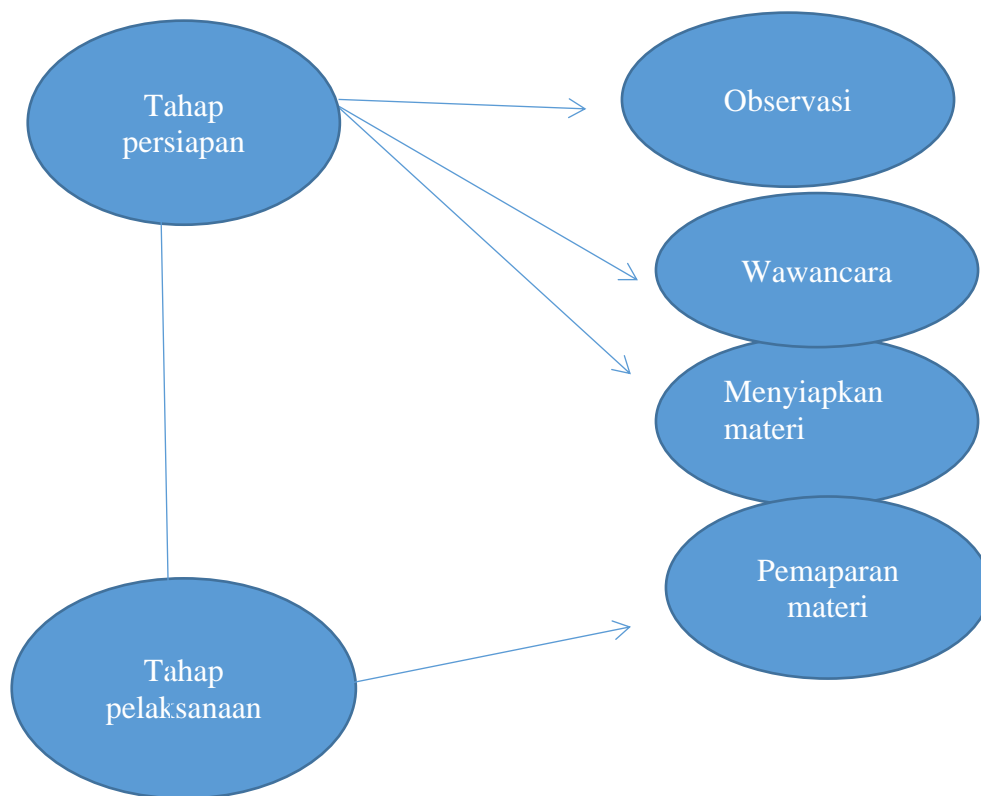 Tahap
persiapan
Observasi
Wawancara
Menyiapkan
materi
Pemaparan
materi
Tahap
pelaksanaan